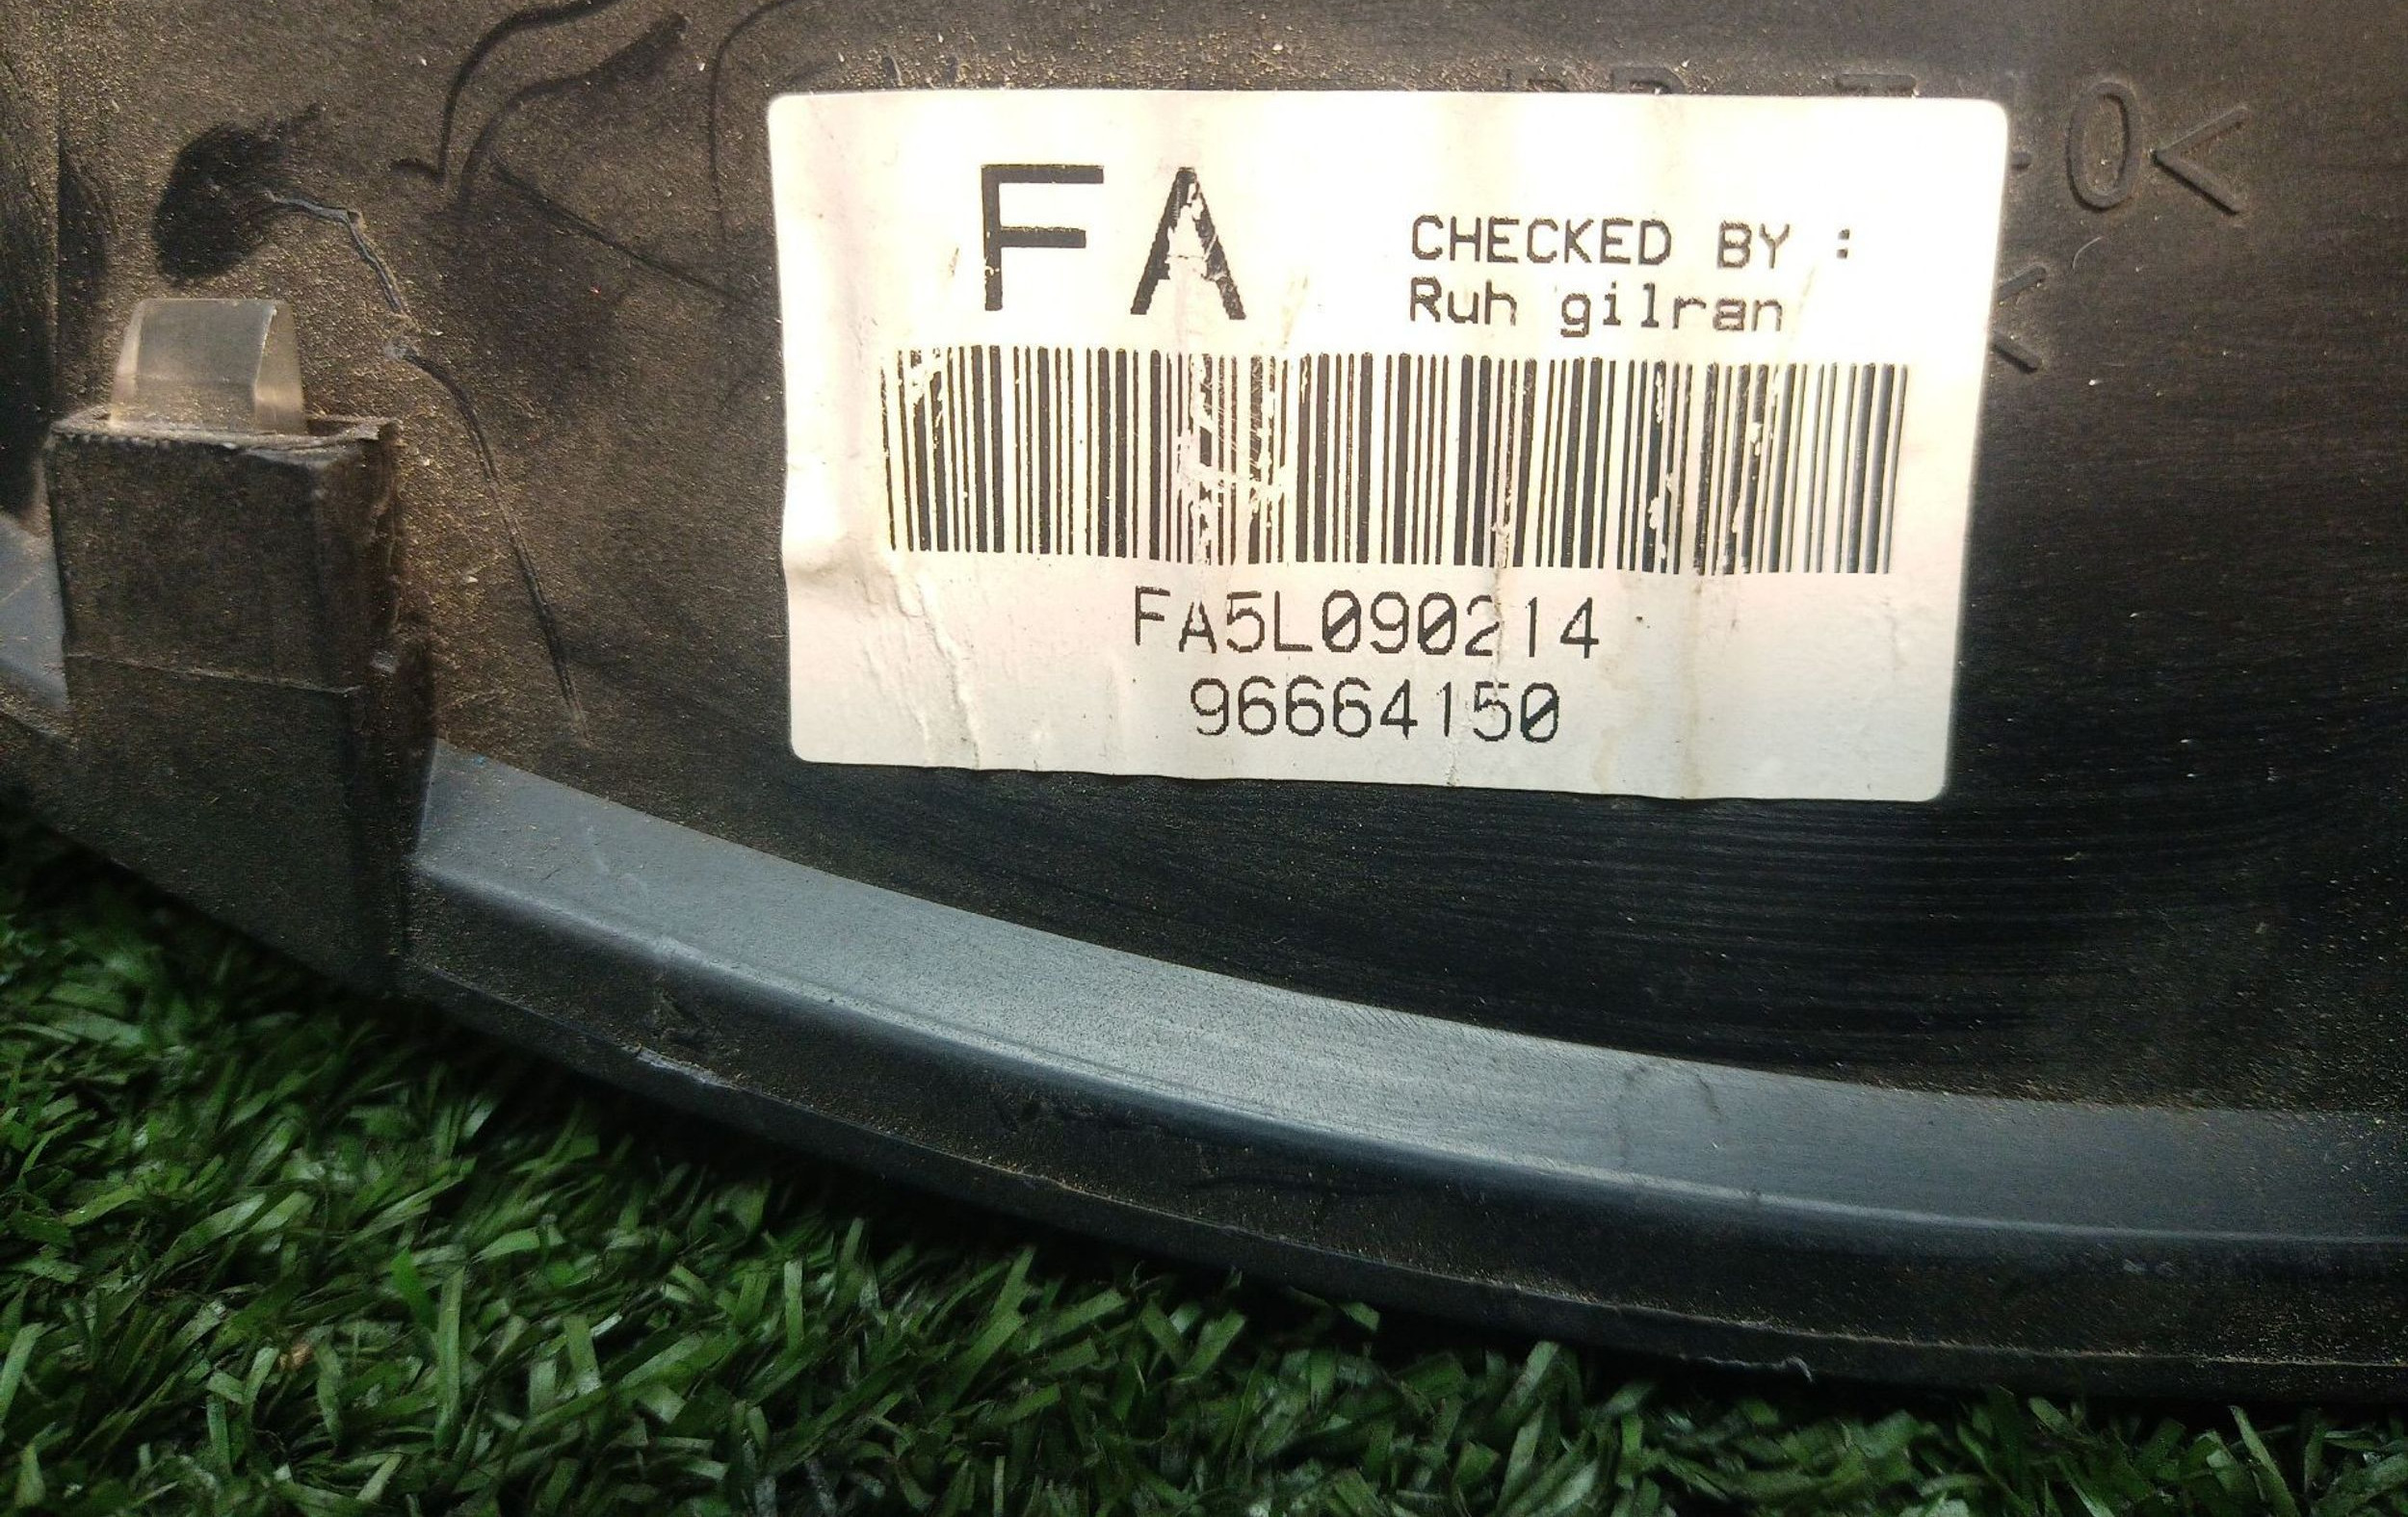 FA
CHECKED BY :
Ruh gilran
FA5L090214
96664150